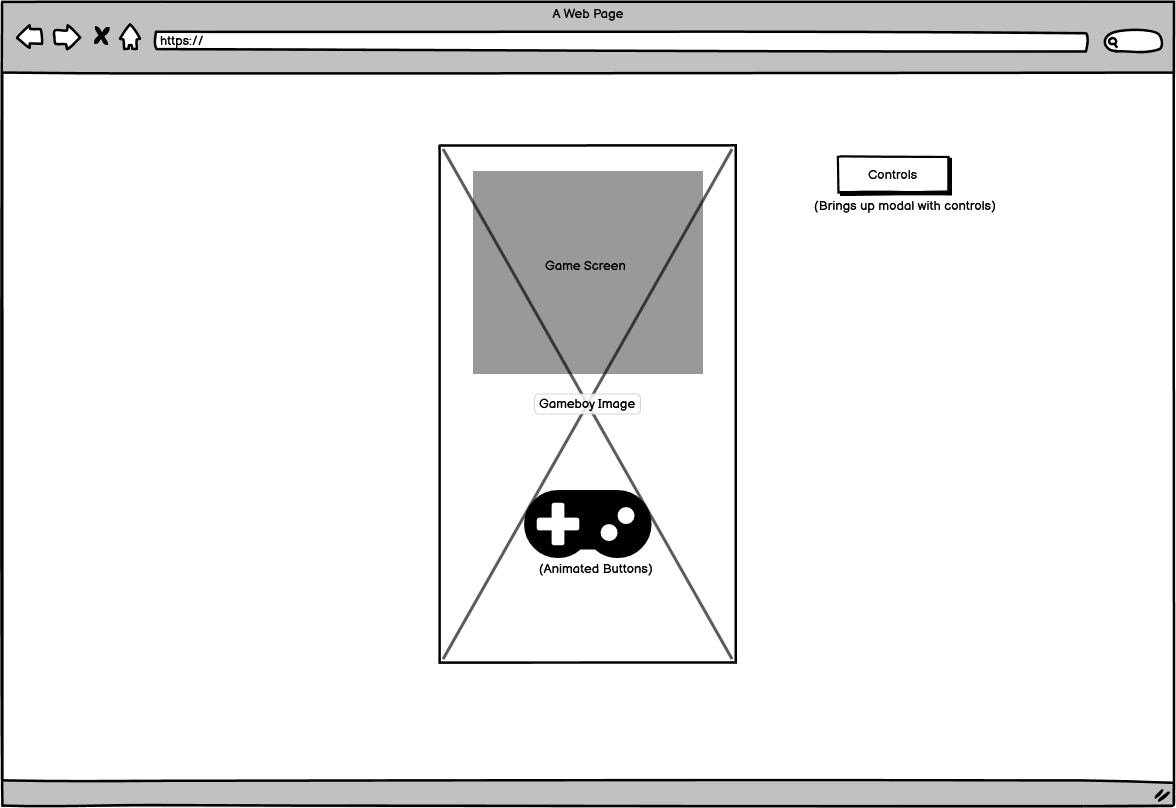 A Web Page
https://
Controls
(Brings up modal with controls)
Game Screen
Gameboy Image
(Animated Buttons)